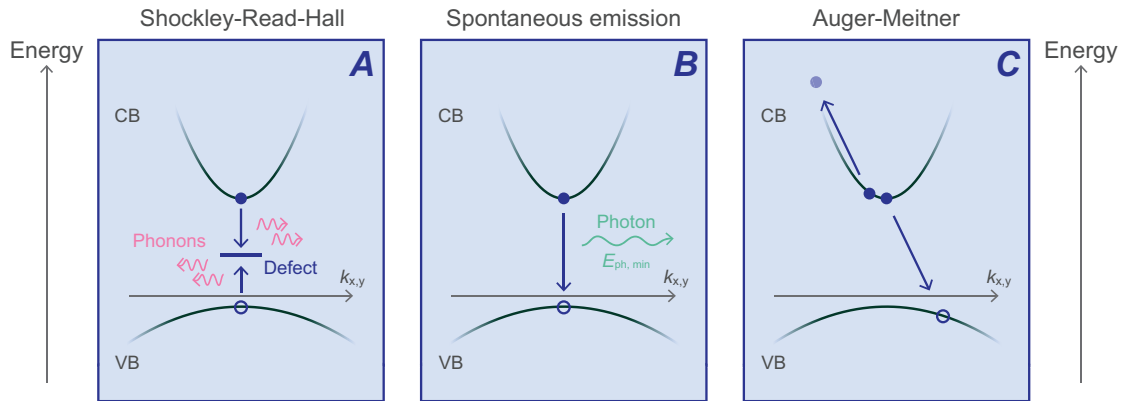 Shockley-Read-Hall
Spontaneous emission
Auger-Meitner
Energy
A
CB
Phonons
Defect
kx,y
VB
B
CB
Photon
Eph, min
kx,y
VB
C
CB
kx,y
VB
Energy